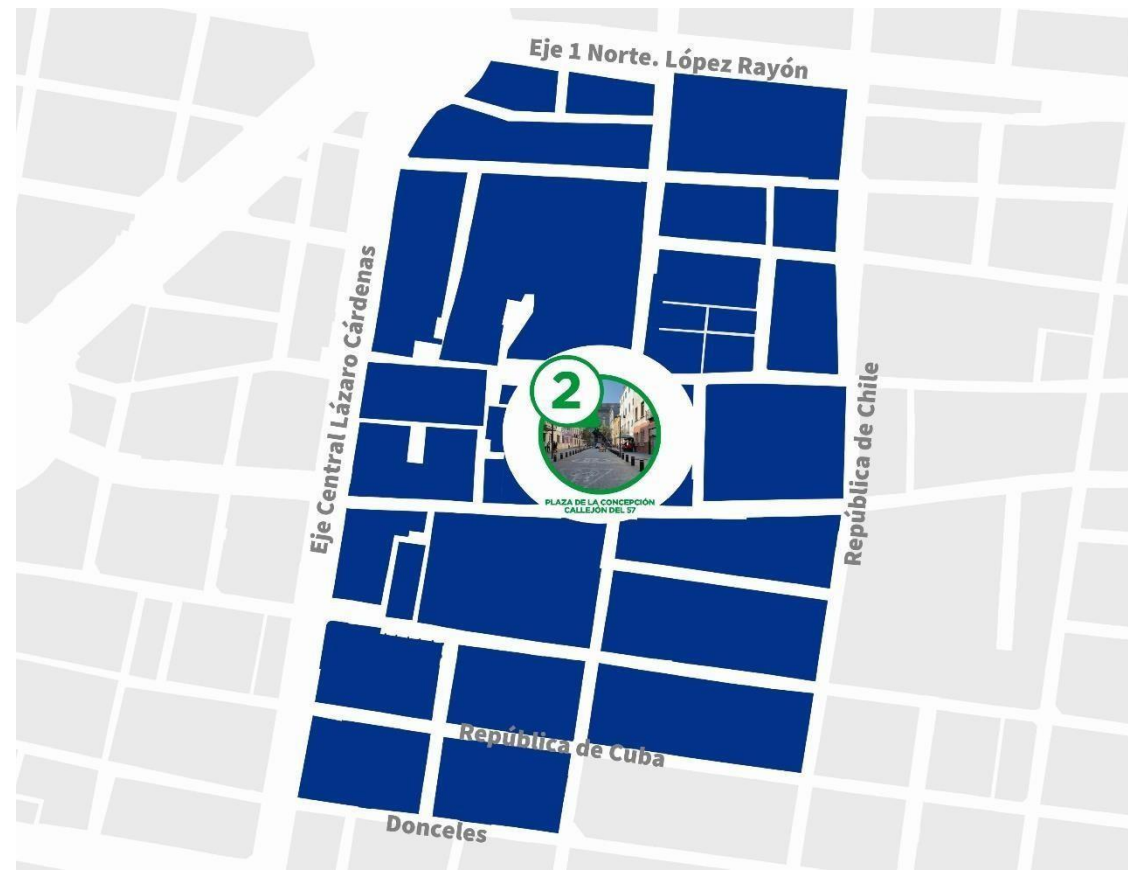 Eje 1 Norte. López Rayón
Eje Central Lázaro Cárdenas
2
PLAZA DE LA CONCEPCIÓN
CALLEJÓN DEL 57
República de Chile
República de Cuba
Donceles